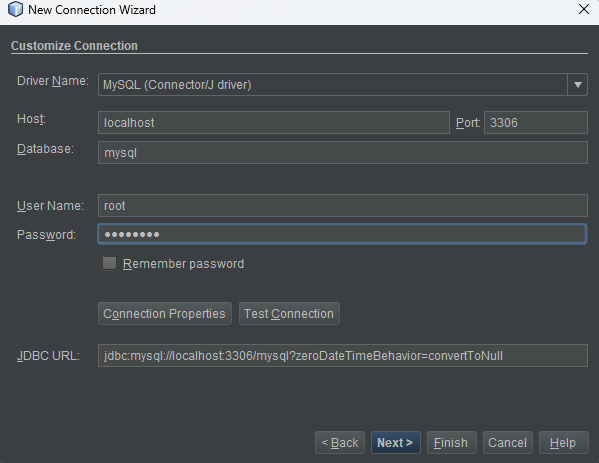 New Connection Wizard
Customize Connection
Driver Name: MySQL (Connector/J driver)
Host: localhost Port: 3306
Database: mysql
User Name: root
Password: ●●●●●●●●
Remember password
Connection Properties Test Connection
JDBC URL: jdbc:mysql://localhost:3306/mysql?zeroDateTimeBehavior=convertToNull
< Back Next > Finish Cancel Help